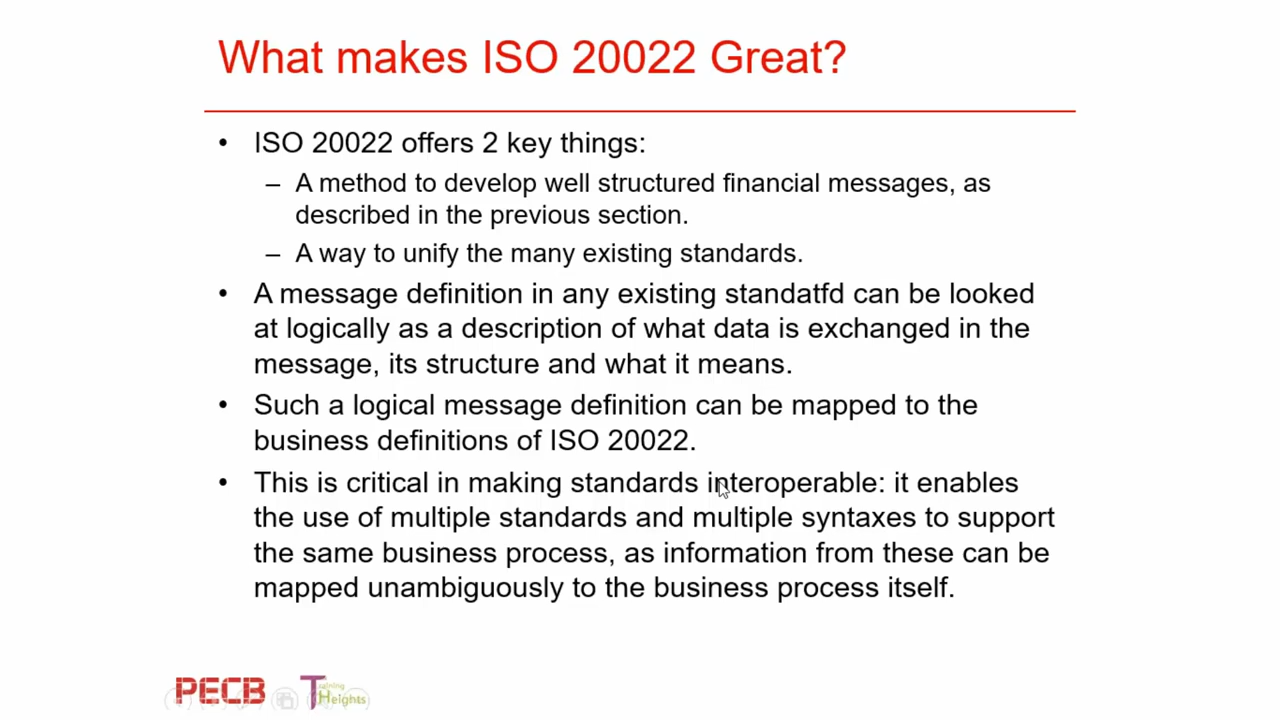 What makes ISO 20022 Great?
• ISO 20022 offers 2 key things:
– A method to develop well structured financial messages, as
described in the previous section.
– A way to unify the many existing standards.
• A message definition in any existing standatfd can be looked
at logically as a description of what data is exchanged in the
message, its structure and what it means.
• Such a logical message definition can be mapped to the
business definitions of ISO 20022.
• This is critical in making standards interoperable: it enables
the use of multiple standards and multiple syntaxes to support
the same business process, as information from these can be
mapped unambiguously to the business process itself.
PECB
Training
Heights